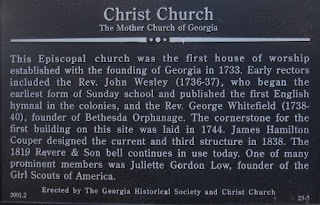 Christ Church
The Mother Church of Georgia
This Episcopal church was the first house of worship
established with the founding of Georgia in 1733. Early rectors
included the Rev. John Wesley (1736-37), who began the
earliest form of Sunday school and published the first English
hymnal in the colonies, and the Rev. George Whitefield (1738-
40), founder of Bethesda Orphanage. The cornerstone for the
first building on this site was laid in 1744. James Hamilton
Couper designed the current and third structure in 1838. The
1819 Revere & Son bell continues in use today. One of many
prominent members was Juliette Gordon Low, founder of the
Girl Scouts of America.
Erected by The Georgia Historical Society and Christ Church
2001.2 25-5